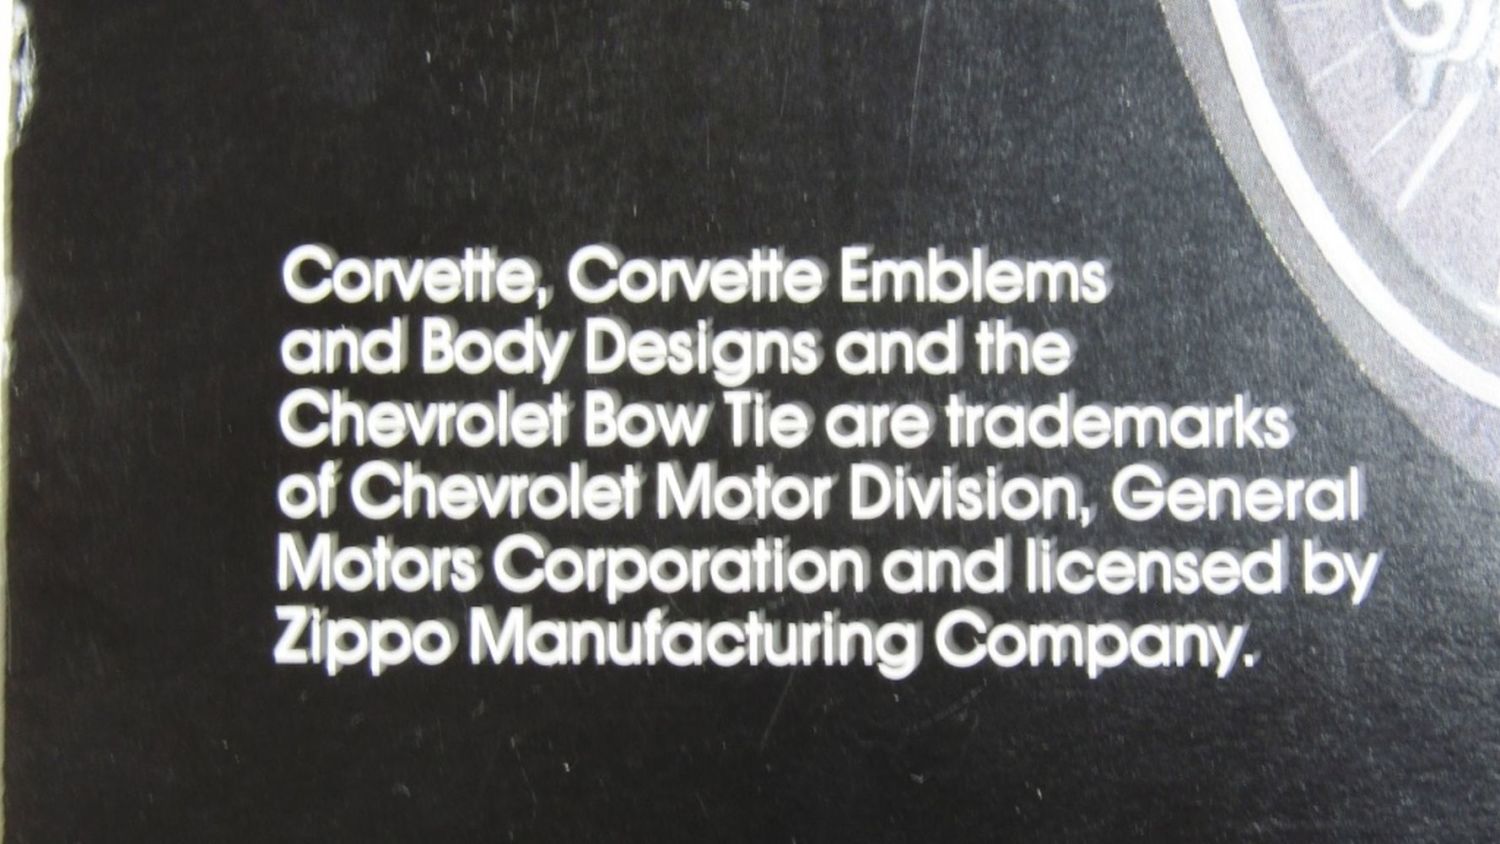 Corvette, Corvette Emblems
and Body Designs and the
Chevrolet Bow Tie are trademarks
of Chevrolet Motor Division, General
Motors Corporation and licensed by
Zippo Manufacturing Company.